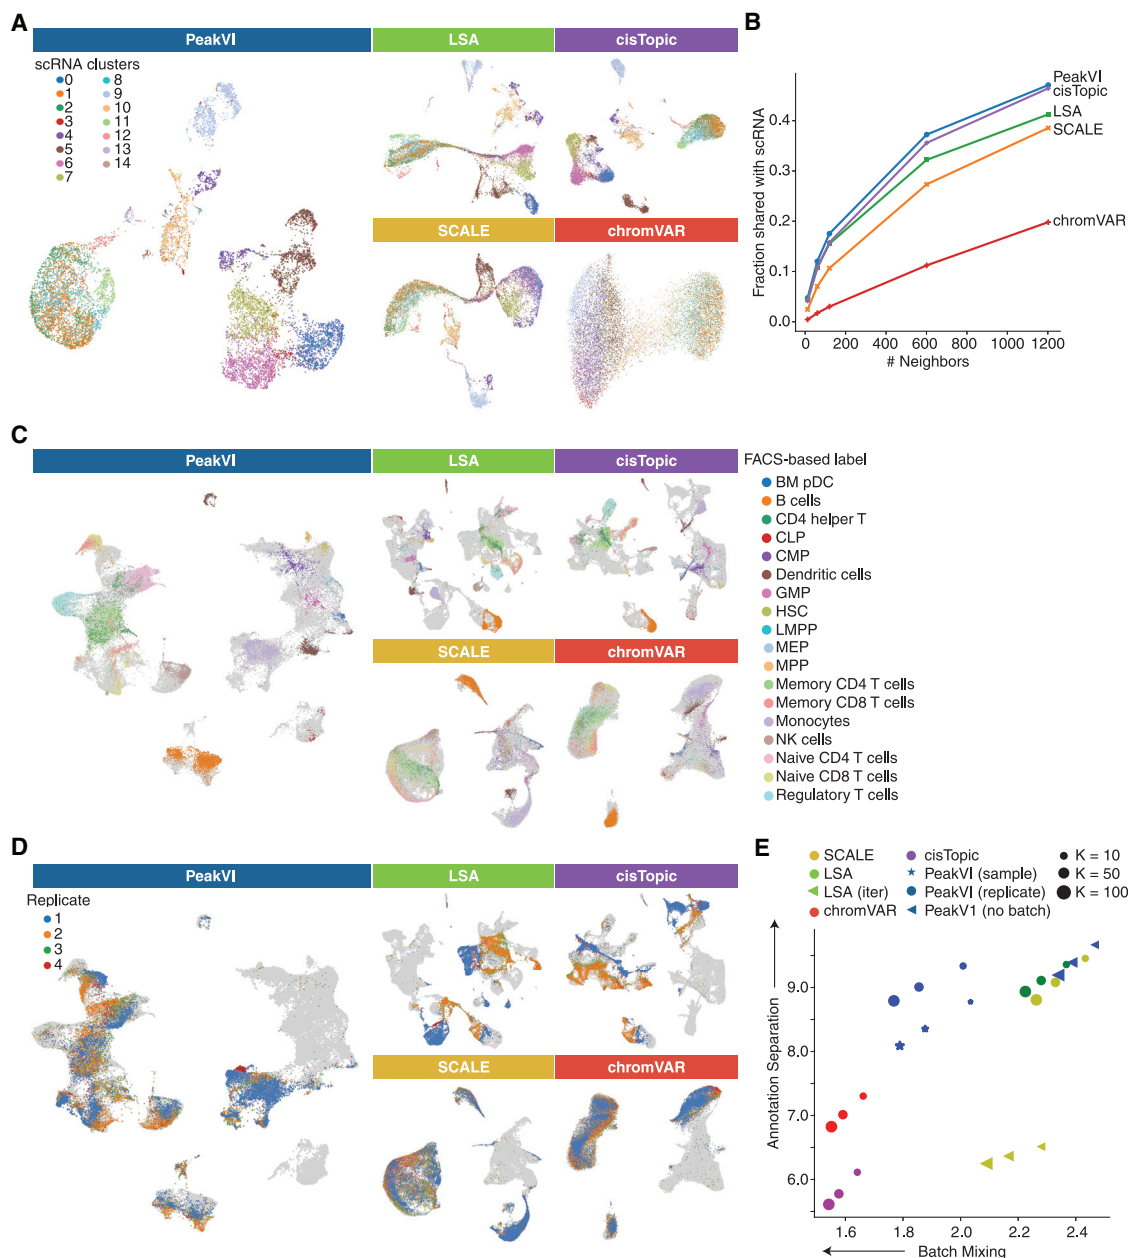 A
PeakVI
LSA
cisTopic
scRNA clusters
0
1
2
3
4
5
6
7
8
9
10
11
12
13
14
SCALE
chromVAR
B
Fraction shared with scRNA
0.4
0.3
0.2
0.1
0.0
0
200
400
600
800
1000
1200
# Neighbors
PeakVI
cisTopic
LSA
SCALE
chromVAR
C
PeakVI
LSA
cisTopic
SCALE
chromVAR
FACS-based label
BM pDC
B cells
CD4 helper T
CLP
CMP
Dendritic cells
GMP
HSC
LMPP
MEP
MPP
Memory CD4 T cells
Memory CD8 T cells
Monocytes
NK cells
Naive CD4 T cells
Naive CD8 T cells
Regulatory T cells
D
PeakVI
LSA
cisTopic
Replicate
1
2
3
4
SCALE
chromVAR
E
SCALE
LSA
LSA (iter)
chromVAR
cisTopic
PeakVI (sample)
PeakVI (replicate)
PeakV1 (no batch)
K = 10
K = 50
K = 100
Annotation Separation
9.0
8.0
7.0
6.0
1.6
1.8
2.0
2.2
2.4
Batch Mixing